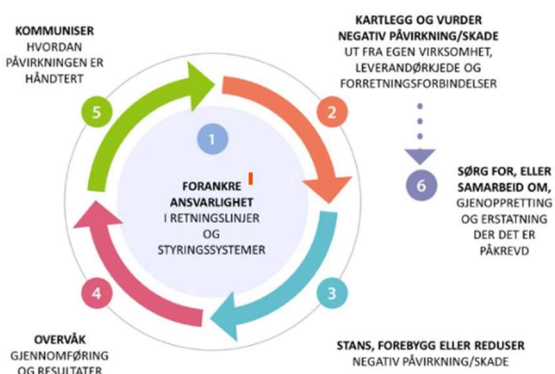 KOMMUNISER
HVORDAN
PÅVIRKNINGEN ER
HÅNDTERT
5
KARTLEGG OG VURDER
NEGATIV PÅVIRKNING/SKADE
UT FRA EGEN VIRKSOMHET,
LEVERANDØRKJEDE OG
FORRETNINGSFORBINDELSER
2
1
FORANKRE
ANSVARLIGHET
I RETNINGSLINJER
OG
STYRINGSSYSTEMER
6
SØRG FOR, ELLER
SAMARBEID OM,
GJENOPPRETTING
OG ERSTATNING
DER DET ER
PÅKREVD
4
3
OVERVÅK
GJENNOMFØRING
OG RESULTATER
STANS, FOREBYGG ELLER REDUSER
NEGATIV PÅVIRKNING/SKADE